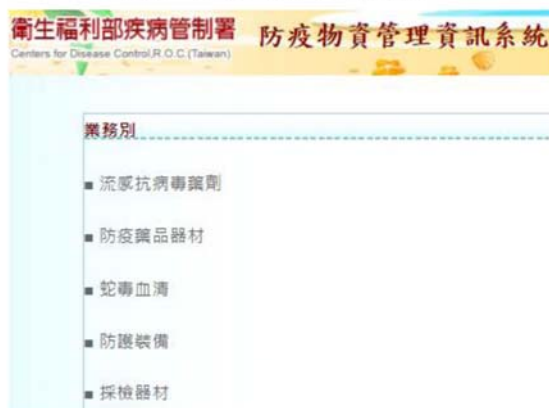 衛生福利部疾病管制署
防疫物資管理資訊系統
Centers for Disease Control,R.O.C.(Taiwan)
業務別
■ 流感抗病毒藥劑
■ 防疫藥品器材
■ 蛇毒血清
■ 防護裝備
■ 採檢器材